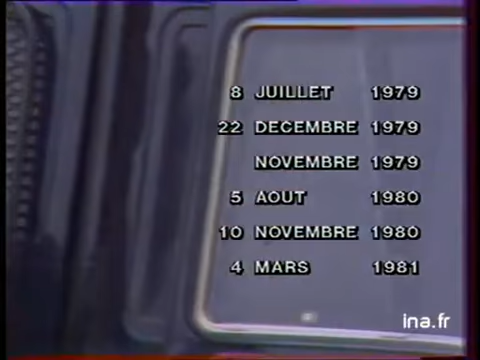 8 JUILLET 1979
22 DECEMBRE 1979
NOVEMBRE 1979
5 AOUT 1980
10 NOVEMBRE 1980
4 MARS 1981
ina.fr